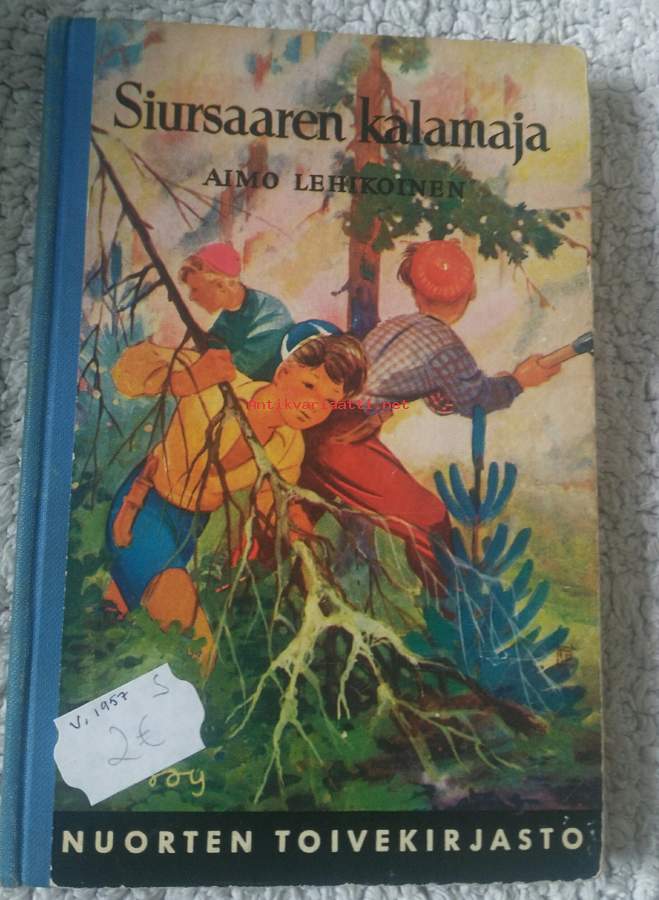 Siursaaren kalamaja
AIMO LEHIKOINEN
Antikvariaatti.net
v. 1957 S
2€
NUORTEN TOIVEKIRJASTO